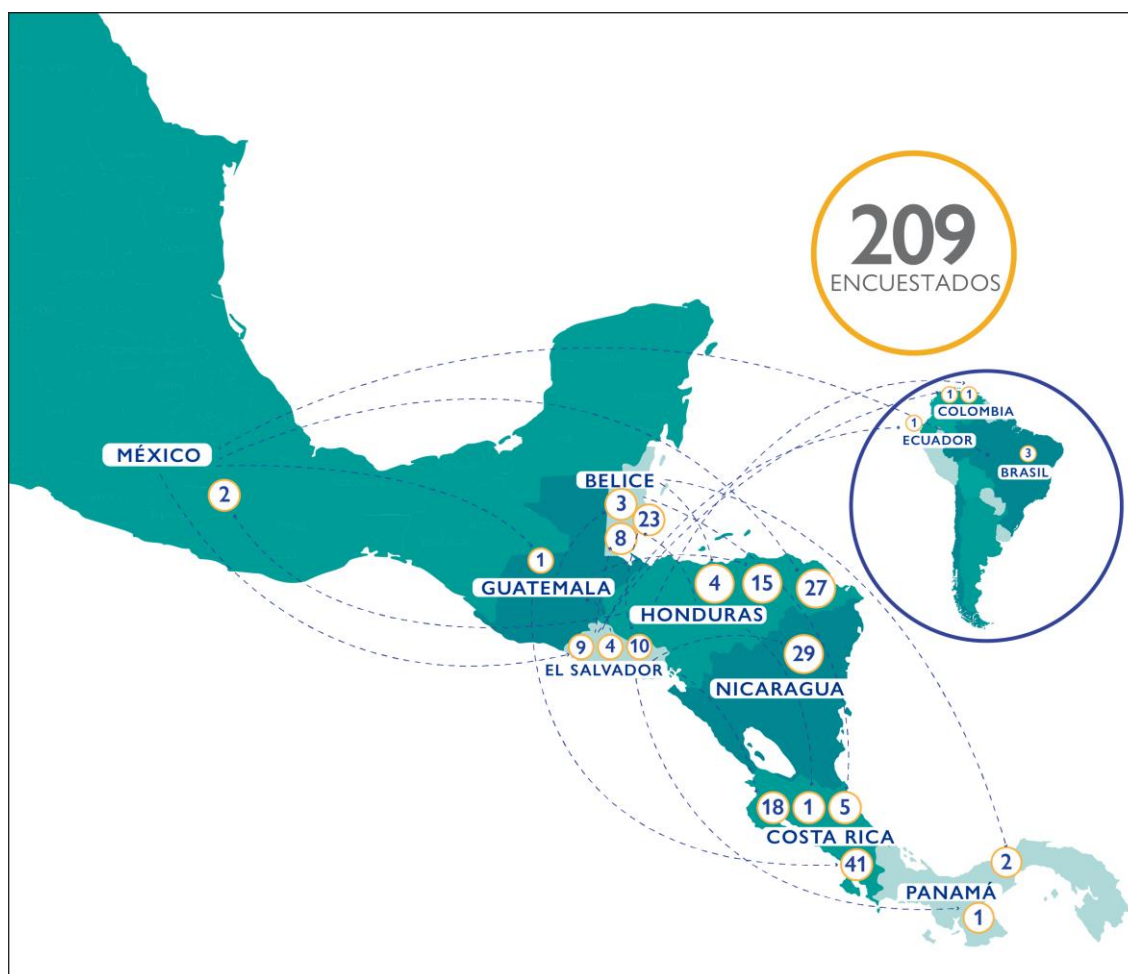 209
ENCUESTADOS
1 1
COLOMBIA
1
ECUADOR
3
BRASIL
MÉXICO
2
BELICE
3
23
8
1
GUATEMALA
4 15 27
HONDURAS
9 4 10
EL SALVADOR
29
NICARAGUA
18 1 5
COSTA RICA
41
2
PANAMÁ
1